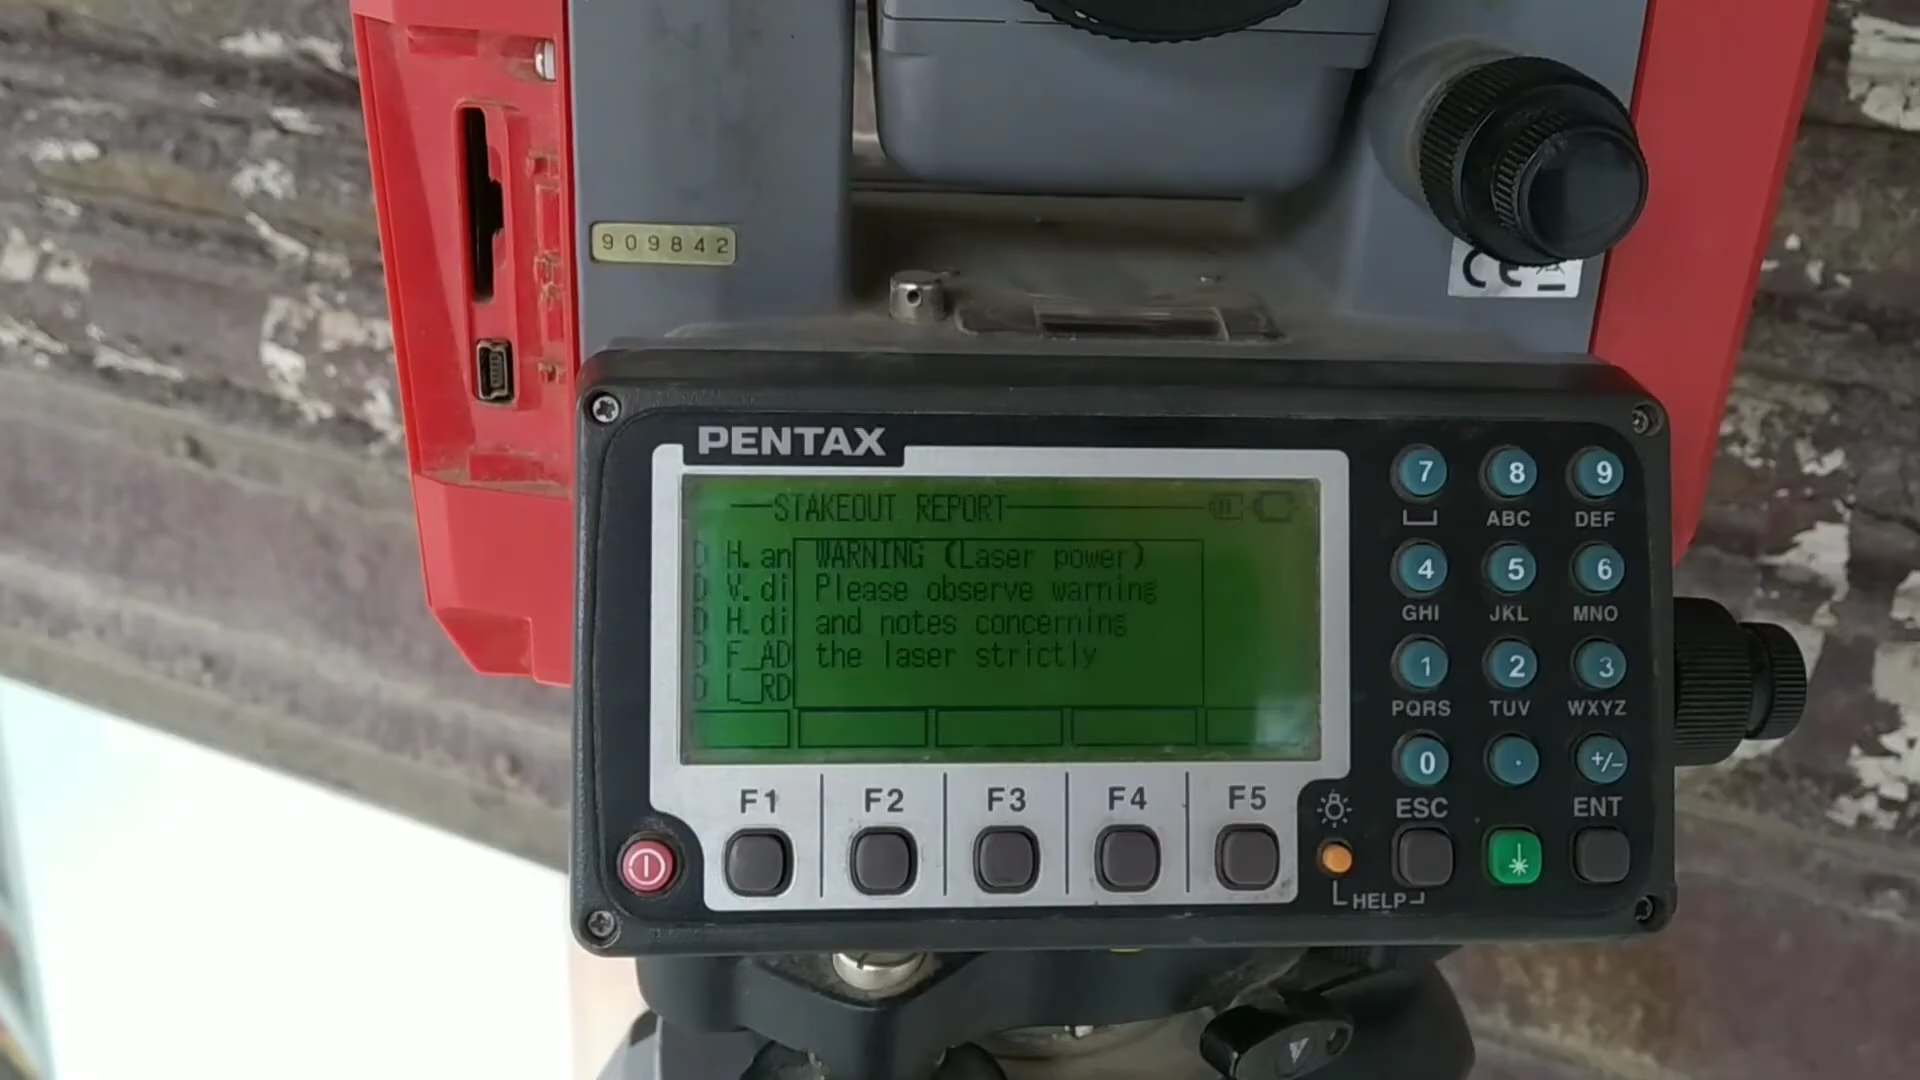 909842
CE
PENTAX
STAKEOUT REPORT
D H.an
D V.di
D H.di
D F_AD
D L_RD
WARNING (Laser power)
Please observe warning
and notes concerning
the laser strictly
F1 F2 F3 F4 F5
7 8 9
ABC DEF
4 5 6
GHI JKL MNO
1 2 3
PQRS TUV WXYZ
0 . +/-
ESC ENT
HELP